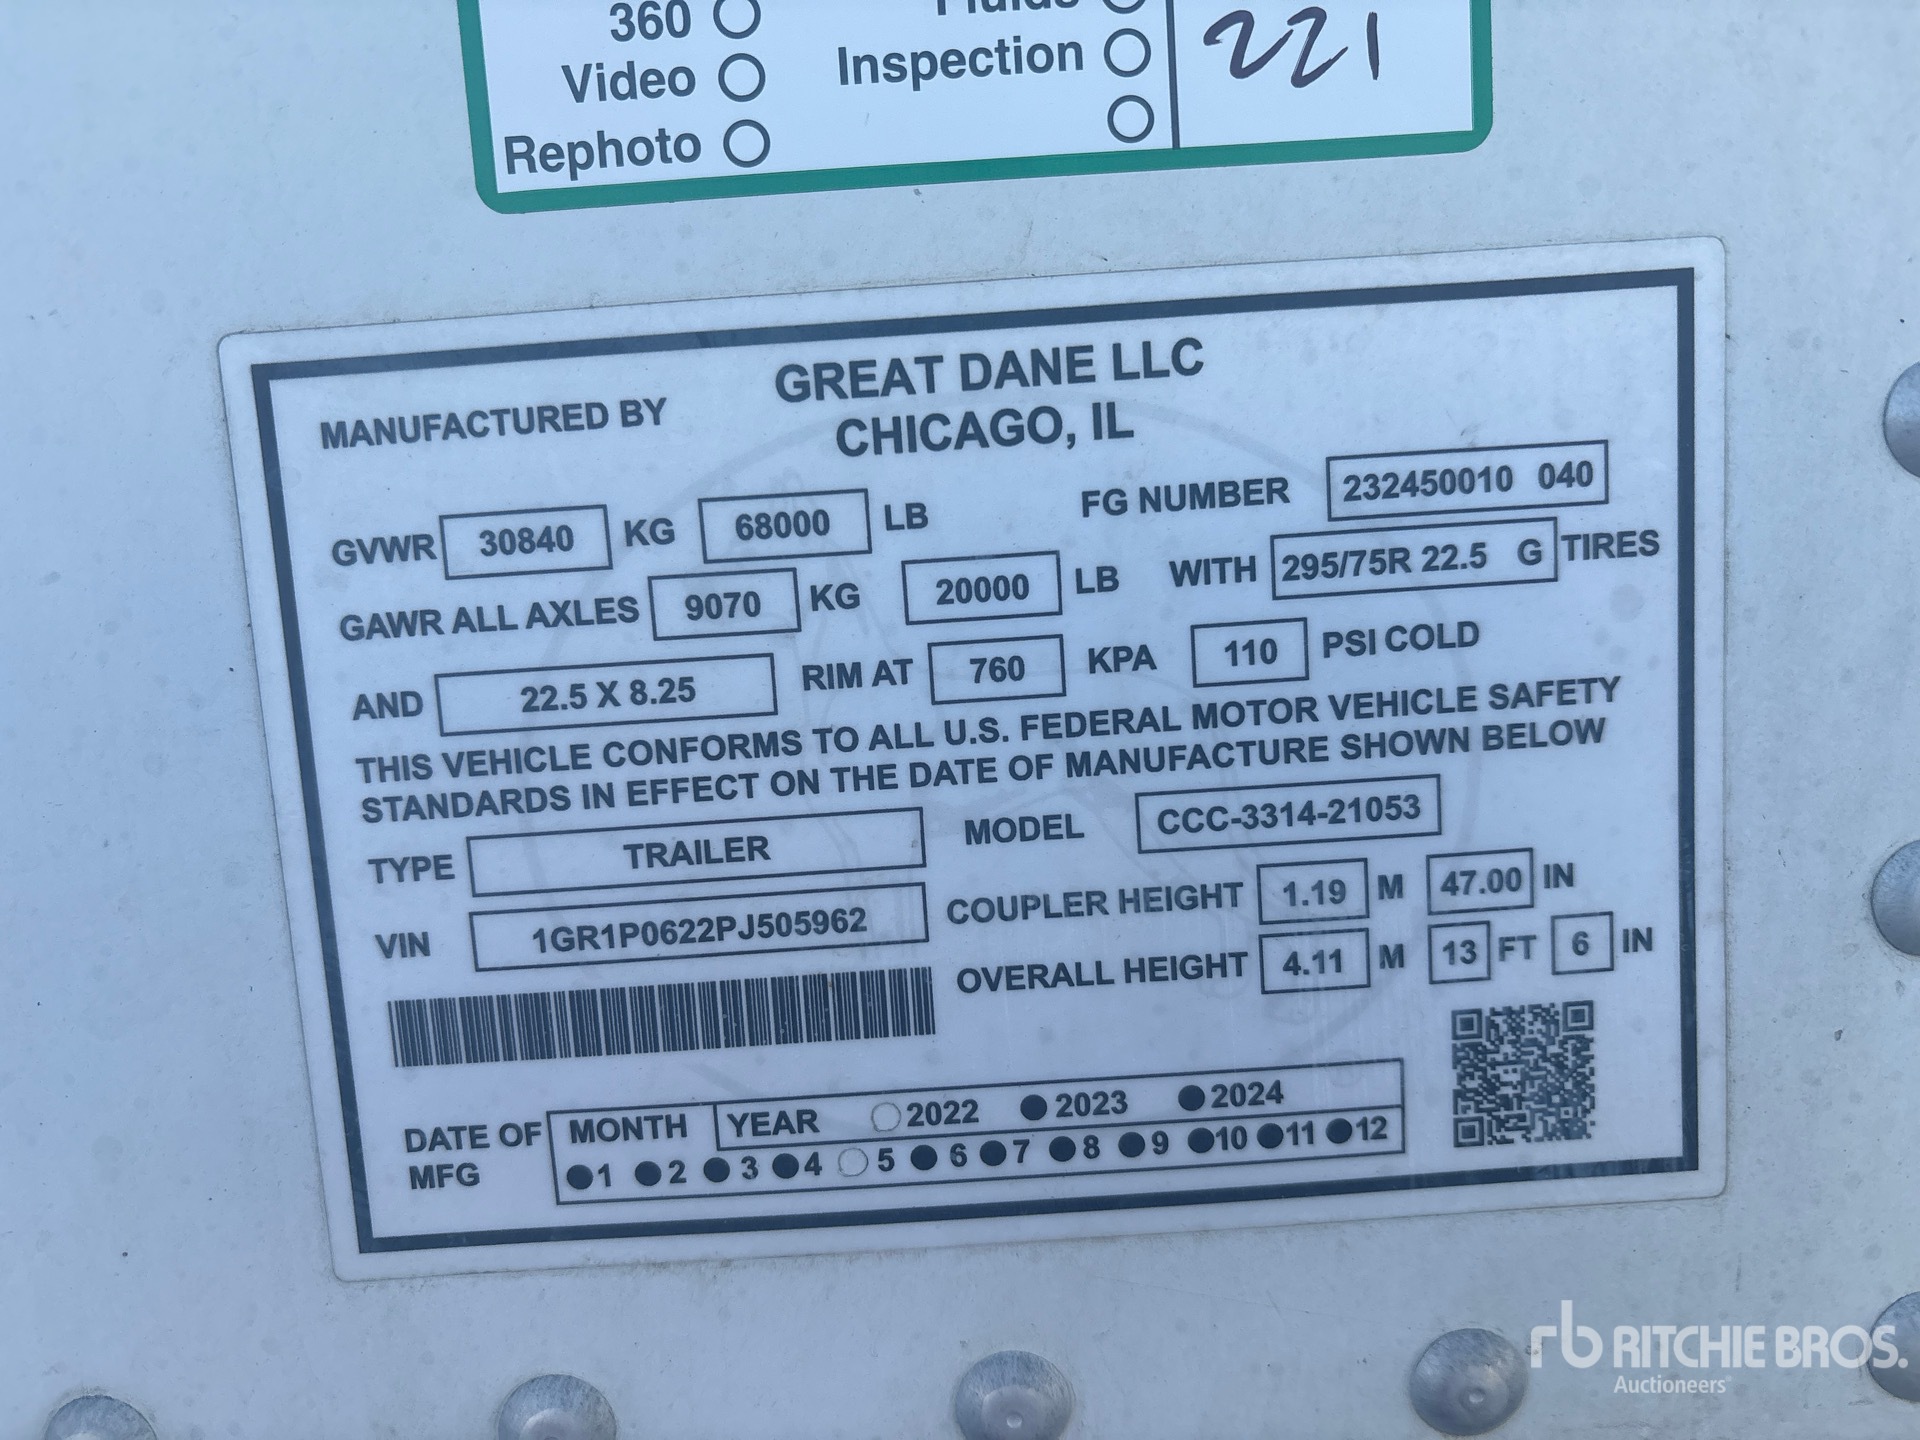 360
Fluids
Video
Inspection
221
Rephoto
MANUFACTURED BY
GREAT DANE LLC
CHICAGO, IL
GVWR 30840 KG 68000 LB FG NUMBER 232450010 040
GAWR ALL AXLES 9070 KG 20000 LB WITH 295/75R 22.5 G TIRES
AND 22.5 X 8.25 RIM AT 760 KPA 110 PSI COLD
THIS VEHICLE CONFORMS TO ALL U.S. FEDERAL MOTOR VEHICLE SAFETY
STANDARDS IN EFFECT ON THE DATE OF MANUFACTURE SHOWN BELOW
TYPE TRAILER MODEL CCC-3314-21053
VIN 1GR1P0622PJ505962 COUPLER HEIGHT 1.19 M 47.00 IN
OVERALL HEIGHT 4.11 M 13 FT 6 IN
DATE OF MFG MONTH YEAR 2022 2023 2024
1 2 3 4 5 6 7 8 9 10 11 12
rb RITCHIE BROS.
Auctioneers